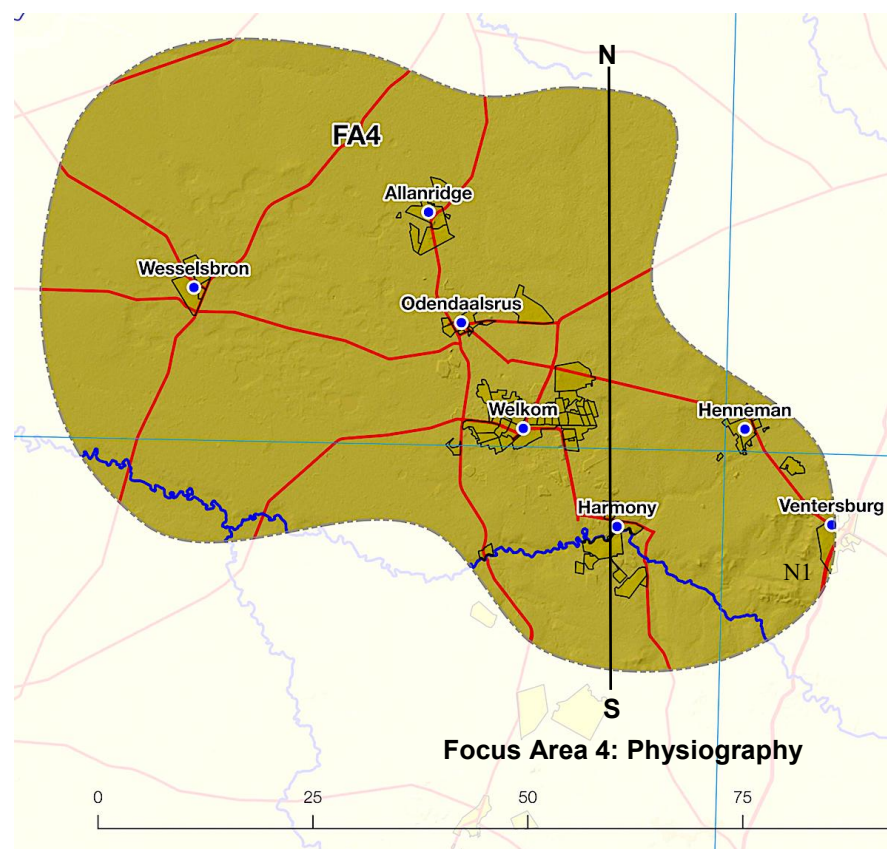 N
FA4
Allanridge
Wesselsbron
Odendaalsrus
Welkom
Henneman
Harmony
Ventersburg
N1
S
Focus Area 4: Physiography
0 25 50 75